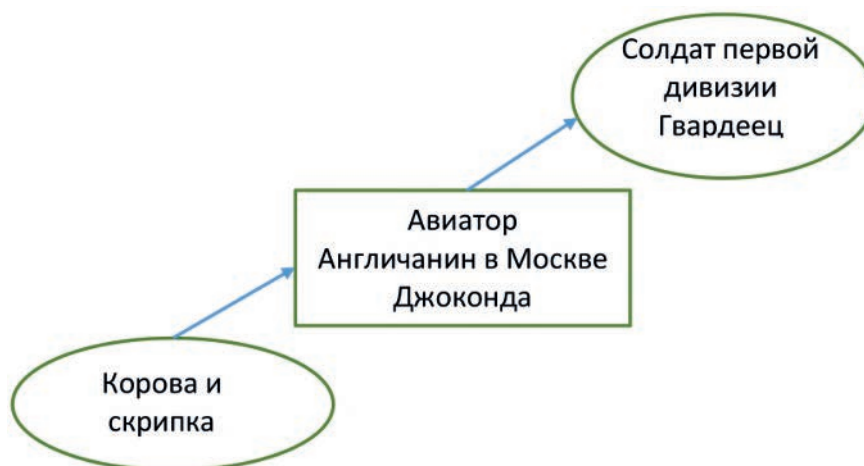 Солдат первой
дивизии
Гвардеец
Авиатор
Англичанин в Москве
Джоконда
Корова и
скрипка